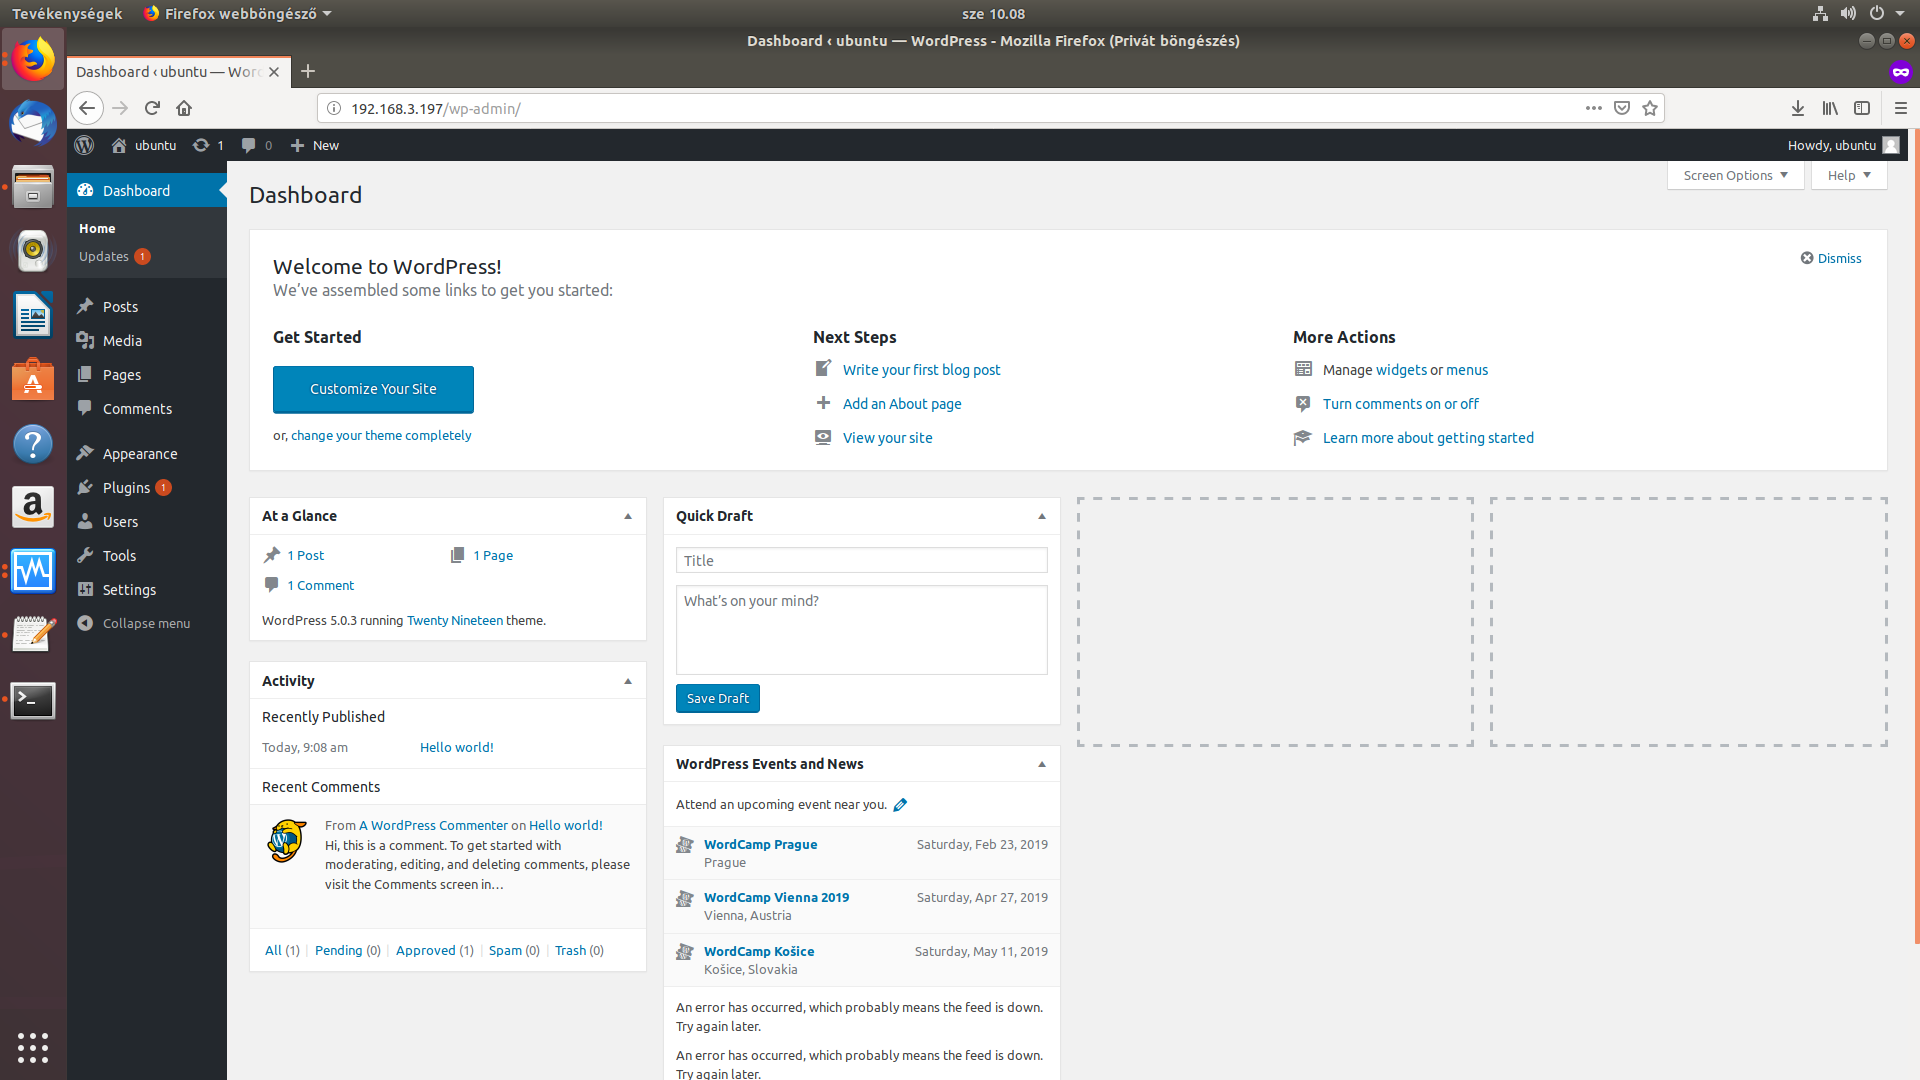 Tevékenységek
Firefox webböngésző
sze 10.08
Dashboard ‹ ubuntu — WordPress - Mozilla Firefox (Privát böngészés)
Dashboard ‹ ubuntu — Wor
192.168.3.197/wp-admin/
ubuntu
1
0
New
Howdy, ubuntu
Dashboard
Home
Updates 1
Posts
Media
Pages
Comments
Appearance
Plugins 1
Users
Tools
Settings
Collapse menu
Screen Options
Help
Dashboard
Welcome to WordPress!
We've assembled some links to get you started:
Dismiss
Get Started
Customize Your Site
or, change your theme completely
Next Steps
Write your first blog post
Add an About page
View your site
More Actions
Manage widgets or menus
Turn comments on or off
Learn more about getting started
At a Glance
1 Post
1 Page
1 Comment
WordPress 5.0.3 running Twenty Nineteen theme.
Activity
Recently Published
Today, 9:08 am
Hello world!
Recent Comments
From A WordPress Commenter on Hello world!
Hi, this is a comment. To get started with
moderating, editing, and deleting comments, please
visit the Comments screen in…
All (1) | Pending (0) | Approved (1) | Spam (0) | Trash (0)
Quick Draft
Title
What's on your mind?
Save Draft
WordPress Events and News
Attend an upcoming event near you.
WordCamp Prague
Saturday, Feb 23, 2019
Prague
WordCamp Vienna 2019
Saturday, Apr 27, 2019
Vienna, Austria
WordCamp Košice
Saturday, May 11, 2019
Košice, Slovakia
An error has occurred, which probably means the feed is down.
Try again later.
An error has occurred, which probably means the feed is down.
Try again later.